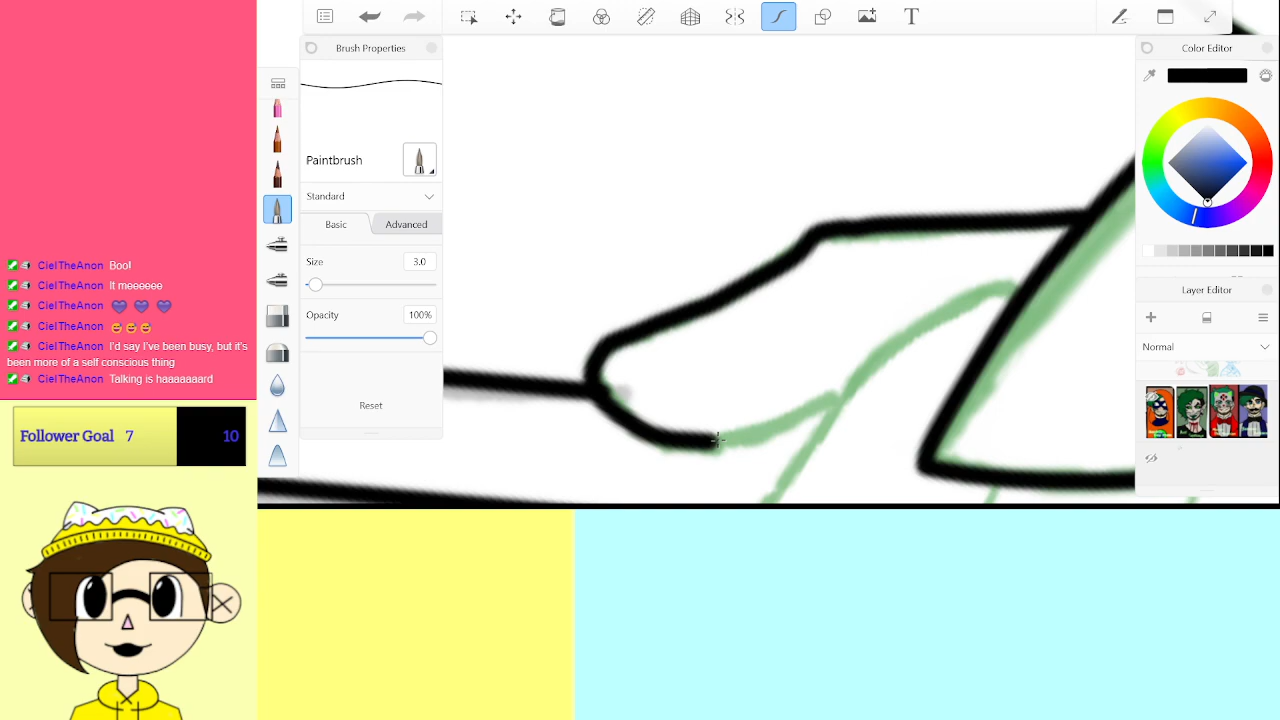 Brush Properties
Paintbrush
Standard
Basic
Advanced
Size
3.0
Opacity
100%
Reset
T
Color Editor
Layer Editor
Normal
CielTheAnon Boo!
CielTheAnon It meeeeee
CielTheAnon 💜 💜 💜
CielTheAnon 😅😅😅
CielTheAnon I'd say I've been busy, but it's
been more of a self conscious thing
CielTheAnon Talking is haaaaaaard
Follower Goal 7 10